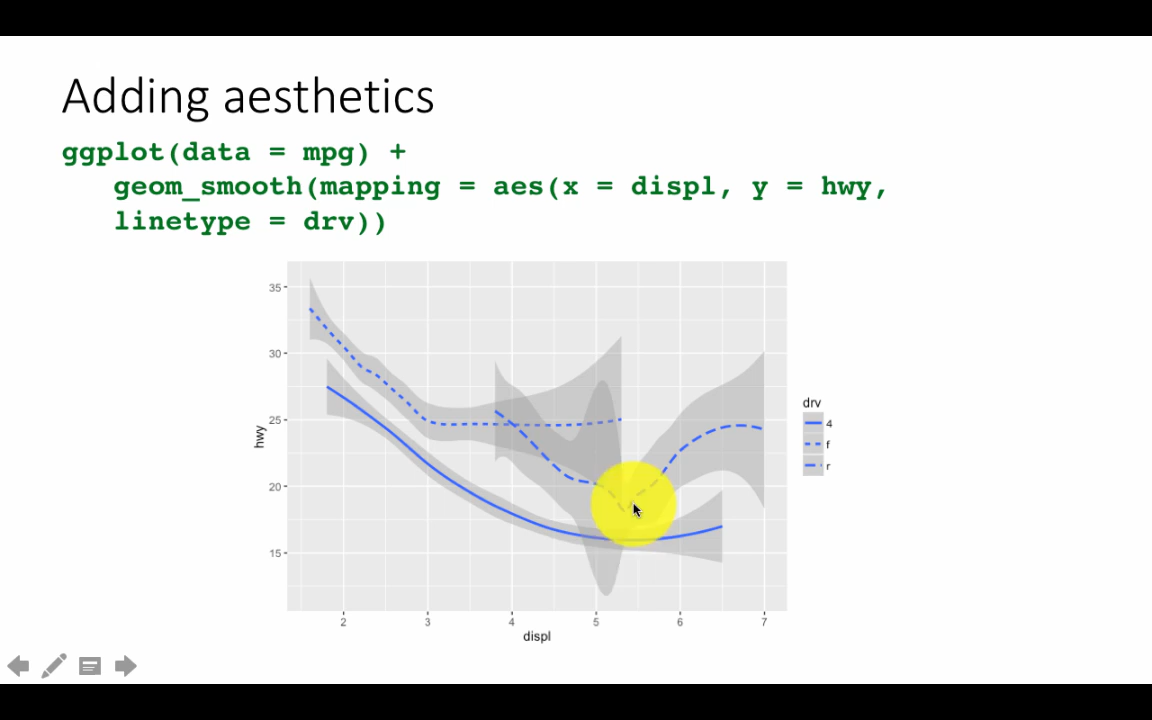 Adding aesthetics
ggplot(data = mpg) +
geom_smooth(mapping = aes(x = displ, y = hwy,
linetype = drv))
35
30
25
20
15
hwy
2 3 4 5 6 7
displ
drv
4
f
r